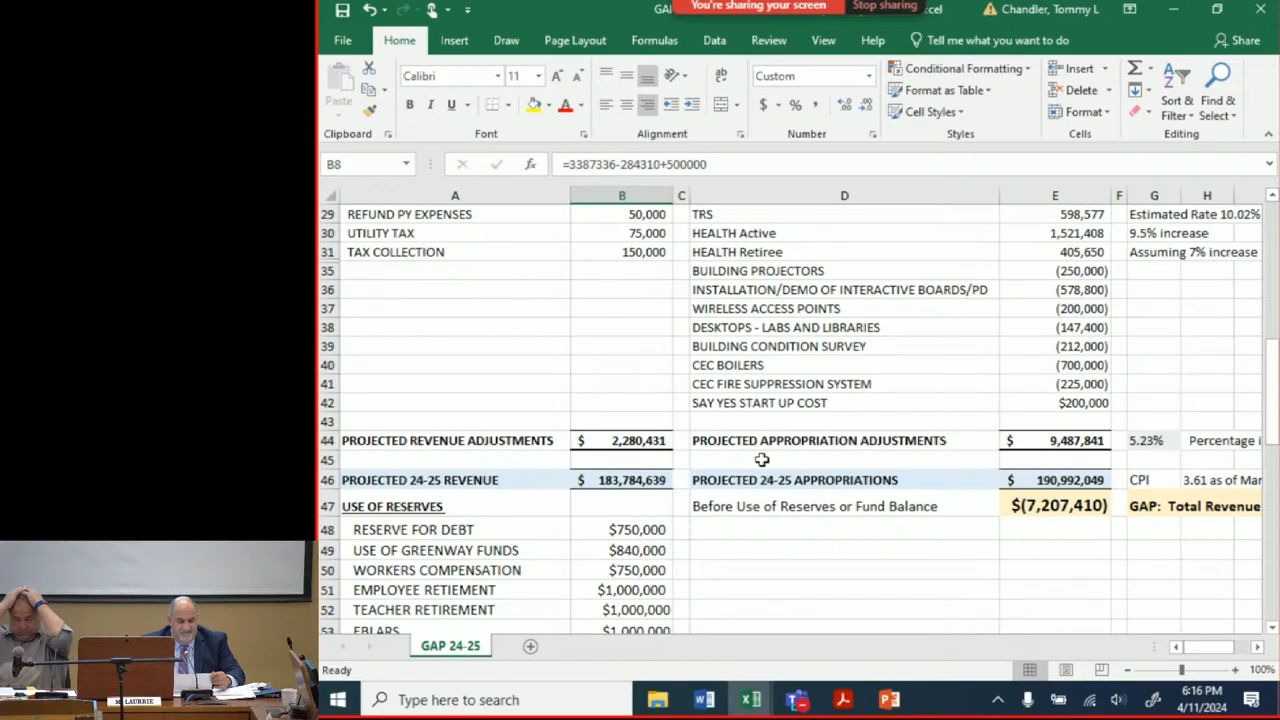 You're sharing your screen Stop sharing
GAP
Chandler, Tommy L
File Home Insert Draw Page Layout Formulas Data Review View Help Tell me what you want to do Share
Paste
Calibri 11
B I U
Custom
$ % ,
Conditional Formatting
Format as Table
Cell Styles
Insert
Delete
Format
Sort & Filter
Find & Select
Clipboard Font Alignment Number Styles Cells Editing
B8 fx =3387336-284310+500000
A B C D E F G H
29 REFUND PY EXPENSES 50,000 TRS 598,577 Estimated Rate 10.02%
30 UTILITY TAX 75,000 HEALTH Active 1,521,408 9.5% increase
31 TAX COLLECTION 150,000 HEALTH Retiree 405,650 Assuming 7% increase
35 BUILDING PROJECTORS (250,000)
36 INSTALLATION/DEMO OF INTERACTIVE BOARDS/PD (578,800)
37 WIRELESS ACCESS POINTS (200,000)
38 DESKTOPS - LABS AND LIBRARIES (147,400)
39 BUILDING CONDITION SURVEY (212,000)
40 CEC BOILERS (700,000)
41 CEC FIRE SUPPRESSION SYSTEM (225,000)
42 SAY YES START UP COST $200,000
43
44 PROJECTED REVENUE ADJUSTMENTS $ 2,280,431 PROJECTED APPROPRIATION ADJUSTMENTS $ 9,487,841 5.23% Percentage i
45
46 PROJECTED 24-25 REVENUE $ 183,784,639 PROJECTED 24-25 APPROPRIATIONS $ 190,992,049 CPI 3.61 as of Mar
47 USE OF RESERVES Before Use of Reserves or Fund Balance $(7,207,410) GAP: Total Revenue
48 RESERVE FOR DEBT $750,000
49 USE OF GREENWAY FUNDS $840,000
50 WORKERS COMPENSATION $750,000
51 EMPLOYEE RETIEMENT $1,000,000
52 TEACHER RETIREMENT $1,000,000
53 EBLARS $1,000,000
GAP 24-25
Ready 100%
Type here to search
6:16 PM
4/11/2024
M. LAURRIE